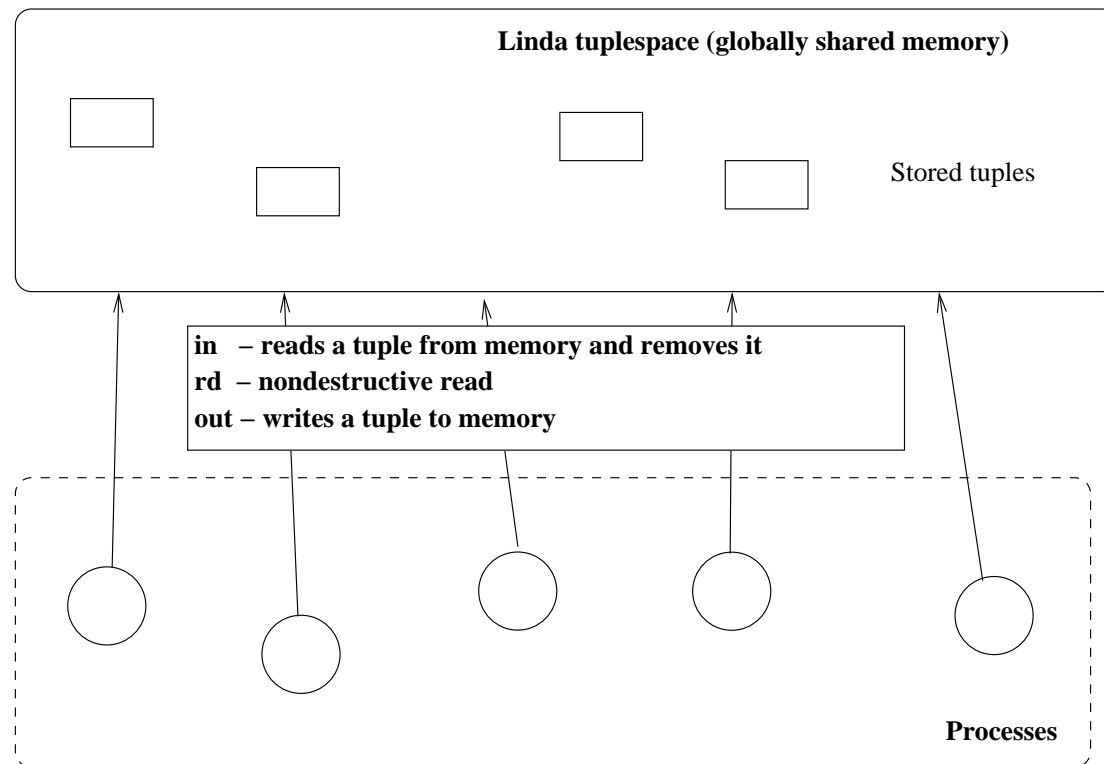 Linda tuplespace (globally shared memory)
Stored tuples
in – reads a tuple from memory and removes it
rd – nondestructive read
out – writes a tuple to memory
Processes